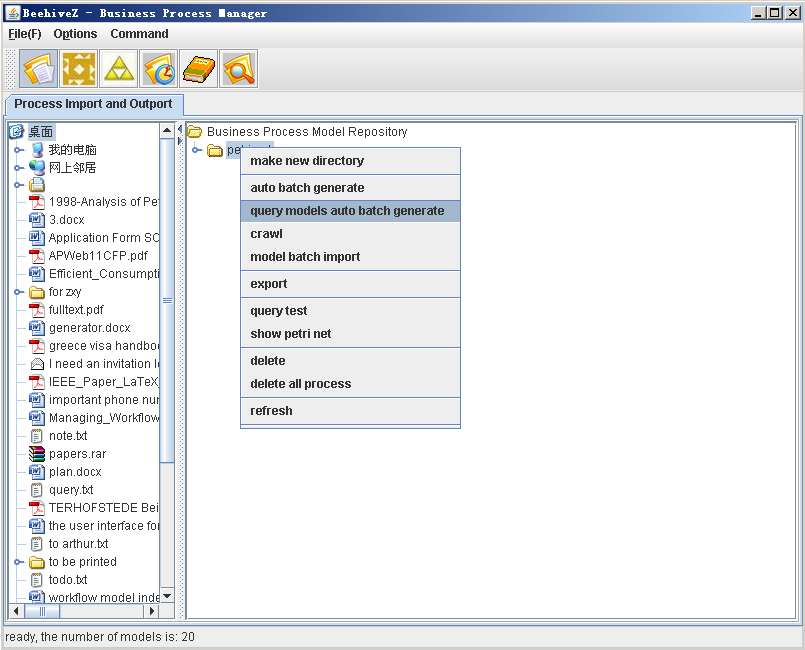 BeehiveZ - Business Process Manager
File(F) Options Command
Process Import and Outport
桌面
我的电脑
网上邻居
1998-Analysis of Pe
3.docx
Application Form SC
APWeb11CFP.pdf
Efficient_Consumpti
for zxy
fulltext.pdf
generator.docx
greece visa handbo
I need an invitation l
IEEE_Paper_LaTeX
important phone nur
Managing_Workflow
note.txt
papers.rar
plan.docx
query.txt
TERHOFSTEDE Bei
the user interface for
to arthur.txt
to be printed
todo.txt
workflow model inde
Business Process Model Repository
make new directory
auto batch generate
query models auto batch generate
crawl
model batch import
export
query test
show petri net
delete
delete all process
refresh
ready, the number of models is: 20